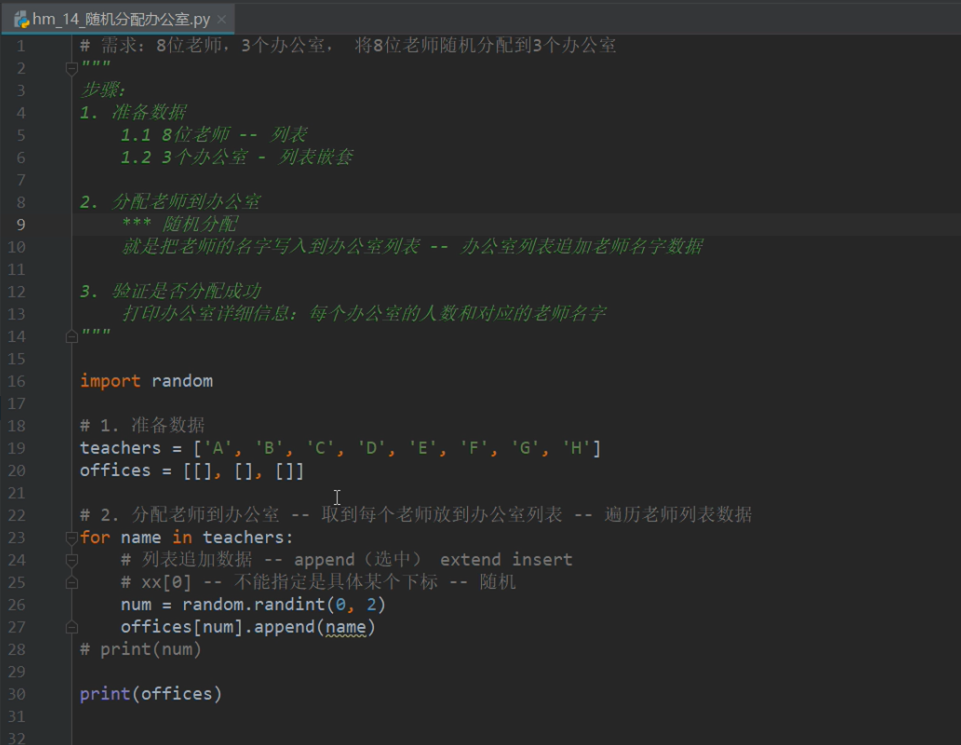 hm_14_随机分配办公室.py ×
1 # 需求：8位老师，3个办公室， 将8位老师随机分配到3个办公室
2 """
3 步骤：
4 1. 准备数据
5 1.1 8位老师 -- 列表
6 1.2 3个办公室 - 列表嵌套
7
8 2. 分配老师到办公室
9 *** 随机分配
10 就是把老师的名字写入到办公室列表 -- 办公室列表追加老师名字数据
11
12 3. 验证是否分配成功
13 打印办公室详细信息：每个办公室的人数和对应的老师名字
14 """
15
16 import random
17
18 # 1. 准备数据
19 teachers = ['A', 'B', 'C', 'D', 'E', 'F', 'G', 'H']
20 offices = [[], [], []]
21
22 # 2. 分配老师到办公室 -- 取到每个老师放到办公室列表 -- 遍历老师列表数据
23 for name in teachers:
24 # 列表追加数据 -- append（选中） extend insert
25 # xx[0] -- 不能指定是具体某个下标 -- 随机
26 num = random.randint(0, 2)
27 offices[num].append(name)
28 # print(num)
29
30 print(offices)
31
32